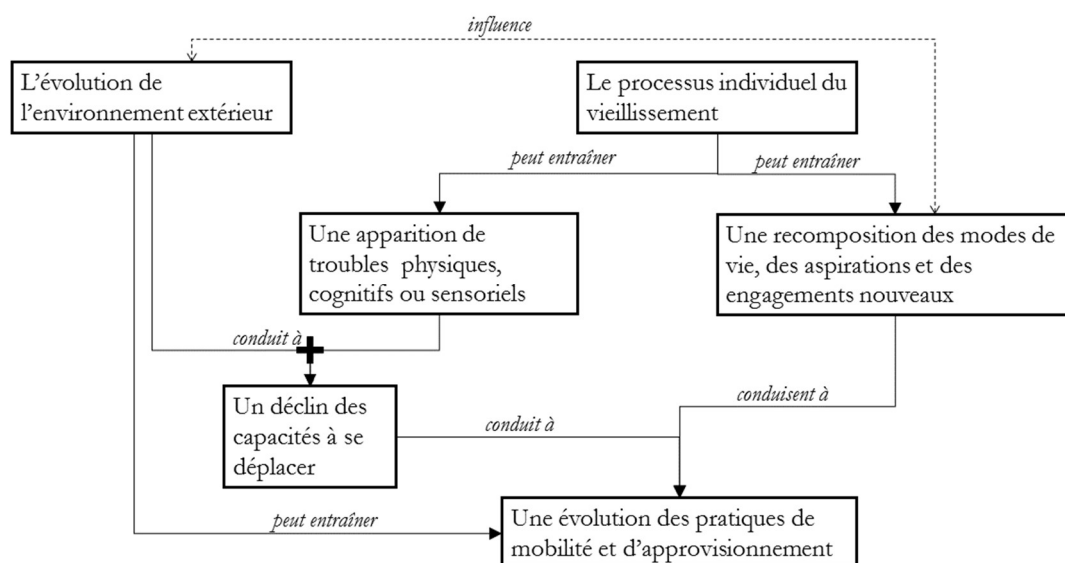 influence
L’évolution de
l’environnement extérieur
Le processus individuel du
vieillissement
peut entraîner
peut entraîner
Une apparition de
troubles physiques,
cognitifs ou sensoriels
Une recomposition des modes de
vie, des aspirations et des
engagements nouveaux
conduit à
Un déclin des
capacités à se
déplacer
conduit à
conduisent à
peut entraîner
Une évolution des pratiques de
mobilité et d’approvisionnement